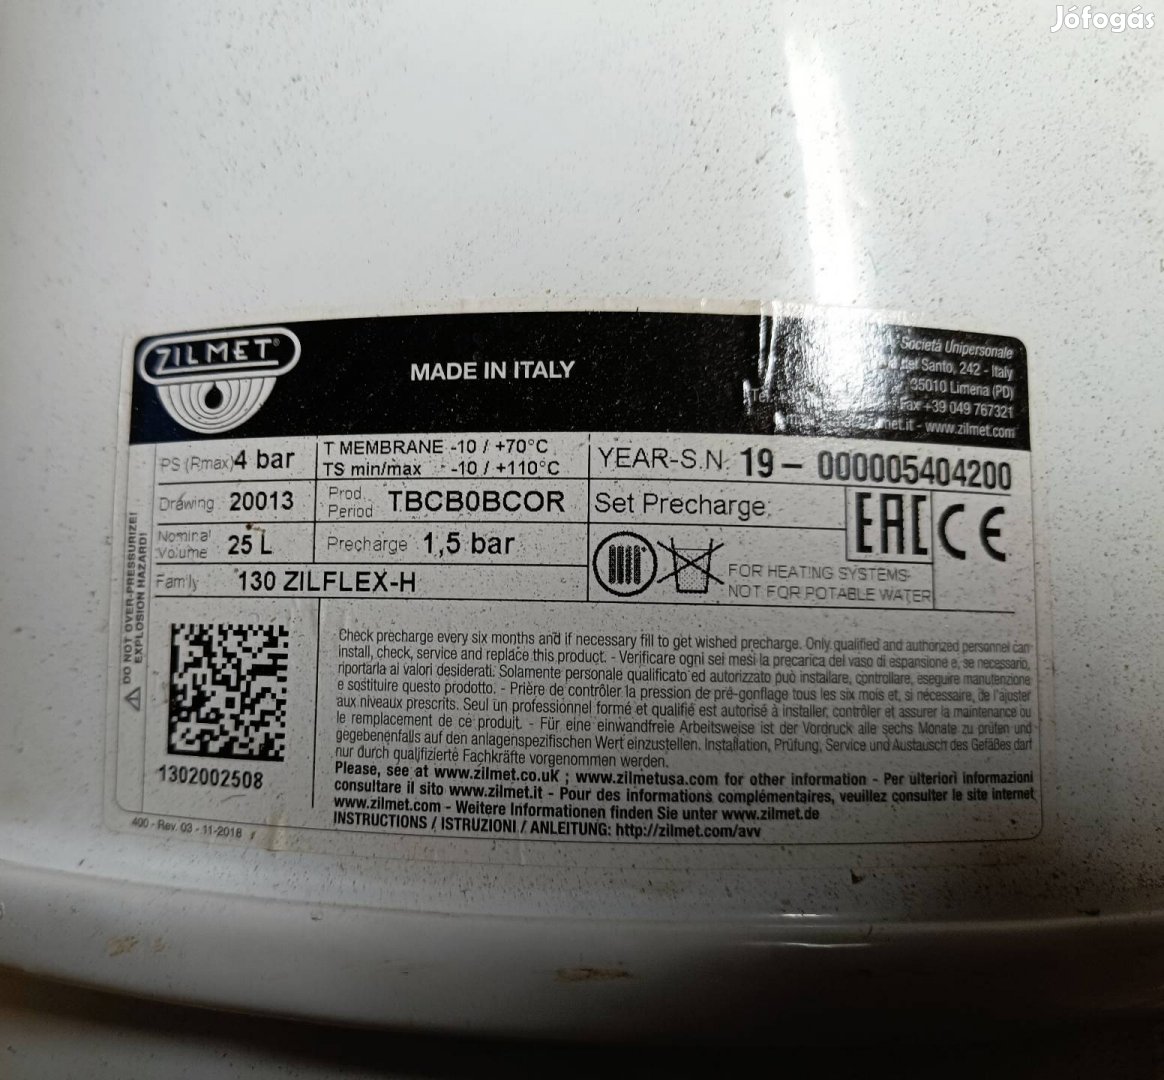 Jófogás
ZILMET®
MADE IN ITALY
Società Unipersonale
del Santo, 242 - Italy
35010 Limena (PD)
Fax +39 049 767321
net.it - www.zilmet.com
PS (Pmax) 4 bar
T MEMBRANE -10 / +70°C
TS min/max -10 / +110°C
YEAR-S.N. 19 - 000005404200
Drawing 20013
Prod. Period TBCB0BCOR
Set Precharge:
EAC CE
Nominal Volume 25 L
Precharge 1,5 bar
FOR HEATING SYSTEMS
NOT FOR POTABLE WATER
Family 130 ZILFLEX-H
DO NOT OVER-PRESSURIZE!
EXPLOSION HAZARD!
Check precharge every six months and if necessary fill to get wished precharge. Only qualified and authorized personnel can
install, check, service and replace this product. - Verificare ogni sei mesi la precarica del vaso di espansione e, se necessario,
riportarla ai valori desiderati. Solamente personale qualificato ed autorizzato può installare, controllare, eseguire manutenzione
e sostituire questo prodotto. - Prière de contrôler la pression de pré-gonflage tous les six mois et, si nécessaire, de l'ajuster
aux niveaux prescrits. Seul un professionnel formé et qualifié est autorisé à installer, contrôler et assurer la maintenance ou
le remplacement de ce produit. - Für eine einwandfreie Arbeitsweise ist der Vordruck alle sechs Monate zu prüfen und
gegebenenfalls auf den anlagenspezifischen Wert einzustellen. Installation, Prüfung, Service und Austausch des Gefäßes darf
nur durch qualifizierte Fachkräfte vorgenommen werden.
Please, see at www.zilmet.co.uk ; www.zilmetusa.com for other information - Per ulteriori informazioni
consultare il sito www.zilmet.it - Pour des informations complémentaires, veuillez consulter le site internet
www.zilmet.com - Weitere Informationen finden Sie unter www.zilmet.de
INSTRUCTIONS / ISTRUZIONI / ANLEITUNG: http://zilmet.com/avv
1302002508
400 - Rev. 03 - 11-2018